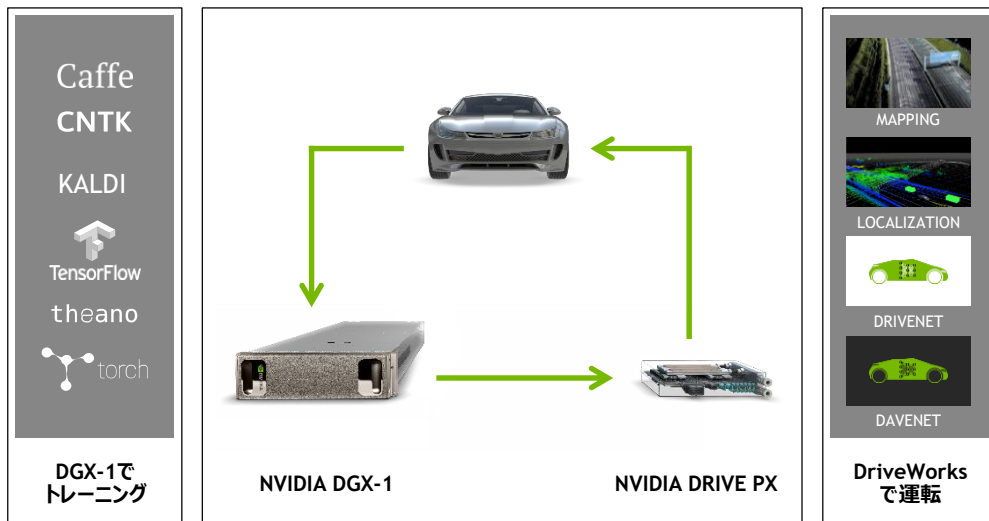 Caffe
CNTK
KALDI
TensorFlow
theano
torch
DGX-1で
トレーニング
NVIDIA DGX-1
NVIDIA DRIVE PX
MAPPING
LOCALIZATION
DRIVENET
DAVENET
DriveWorks
で運転